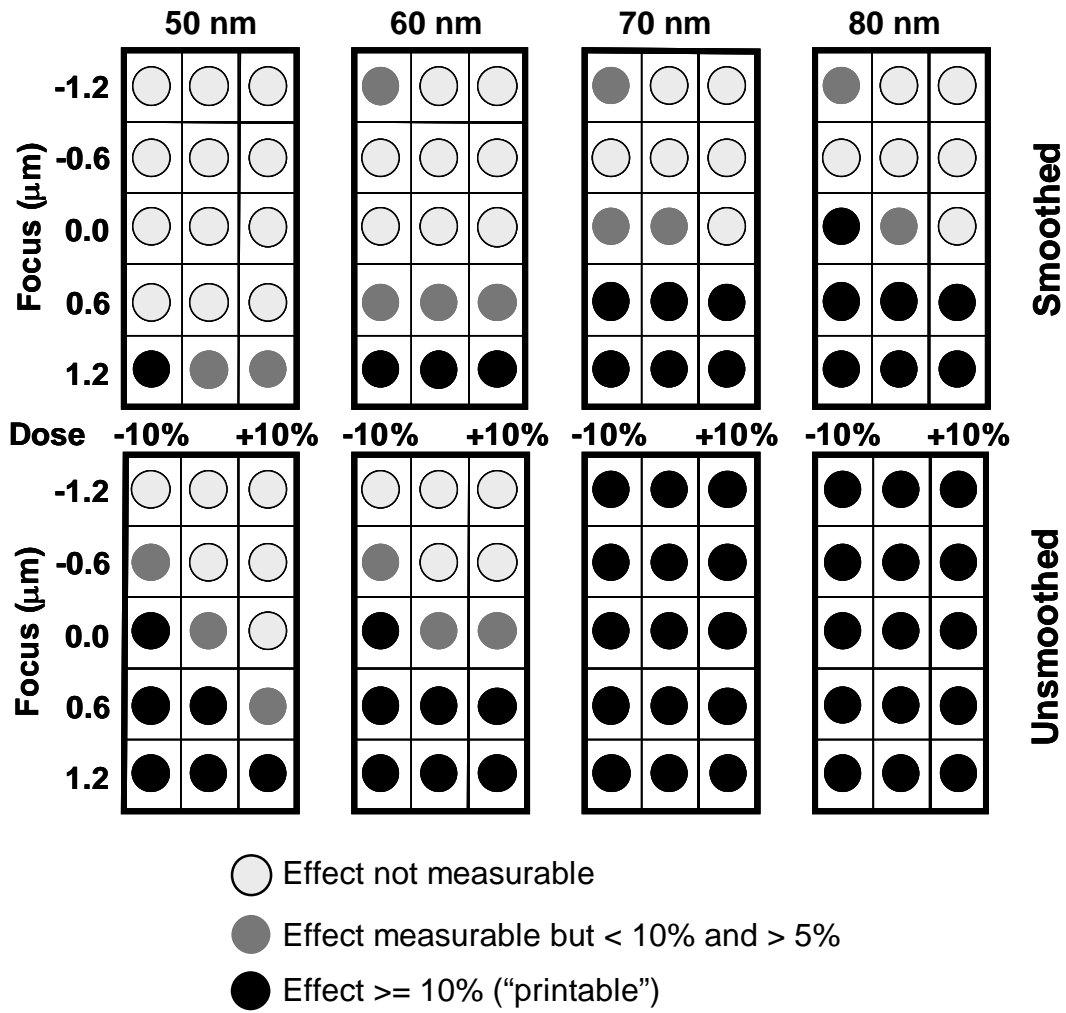 50 nm 60 nm 70 nm 80 nm
-1.2
-0.6
0.0
0.6
1.2
Focus (μm)
Smoothed
Dose -10% +10% -10% +10% -10% +10% -10% +10%
-1.2
-0.6
0.0
0.6
1.2
Focus (μm)
Unsmoothed
Effect not measurable
Effect measurable but < 10% and > 5%
Effect >= 10% (“printable”)